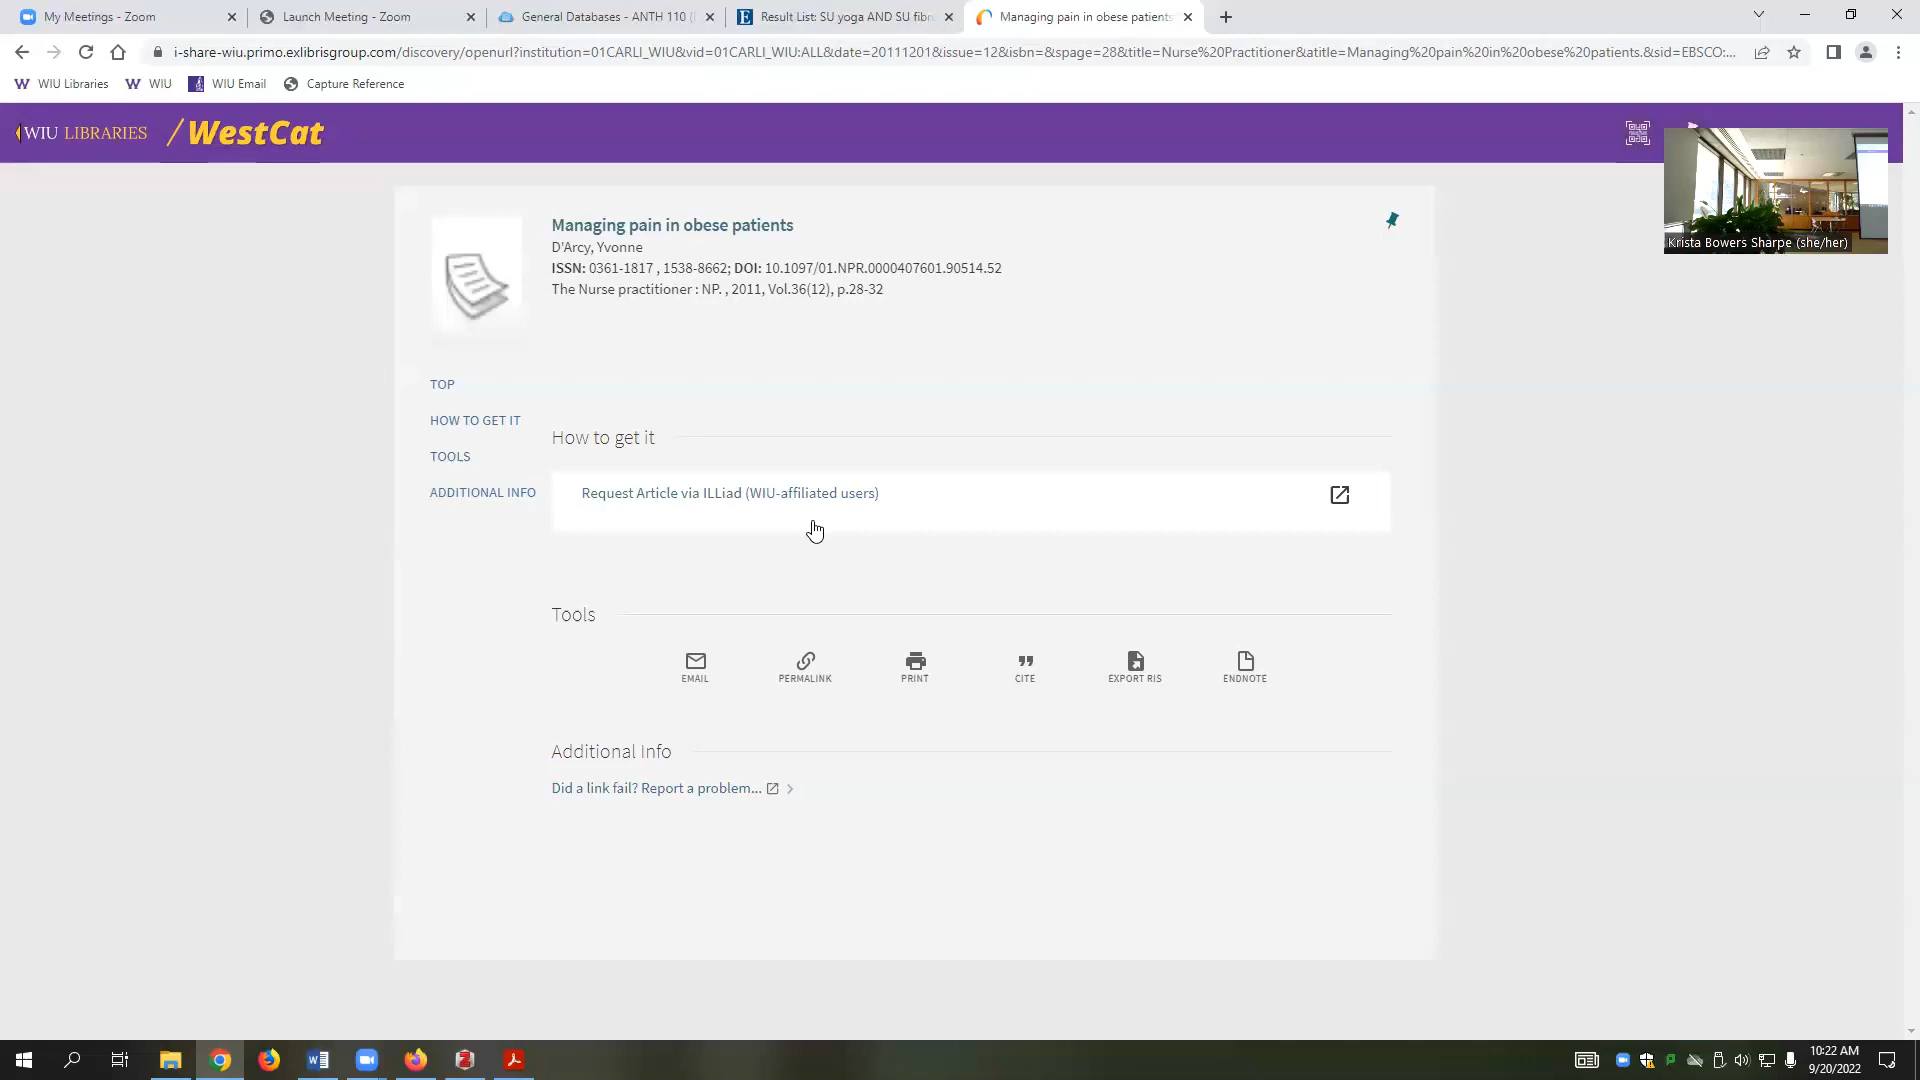 My Meetings - Zoom
Launch Meeting - Zoom
General Databases - ANTH 110 (
Result List: SU yoga AND SU fibr
Managing pain in obese patients
i-share-wiu.primo.exlibrisgroup.com/discovery/openurl?institution=01CARLI_WIU&vid=01CARLI_WIU:ALL&date=20111201&issue=12&isbn=&spage=28&title=Nurse%20Practitioner&atitle=Managing%20pain%20in%20obese%20patients.&sid=EBSCO:...
WIU Libraries
WIU
WIU Email
Capture Reference
WIU LIBRARIES / WestCat
Krista Bowers Sharpe (she/her)
Managing pain in obese patients
D'Arcy, Yvonne
ISSN: 0361-1817 , 1538-8662; DOI: 10.1097/01.NPR.0000407601.90514.52
The Nurse practitioner : NP. , 2011, Vol.36(12), p.28-32
TOP
HOW TO GET IT
TOOLS
ADDITIONAL INFO
How to get it
Request Article via ILLiad (WIU-affiliated users)
Tools
EMAIL
PERMALINK
PRINT
CITE
EXPORT RIS
ENDNOTE
Additional Info
Did a link fail? Report a problem...
10:22 AM
9/20/2022